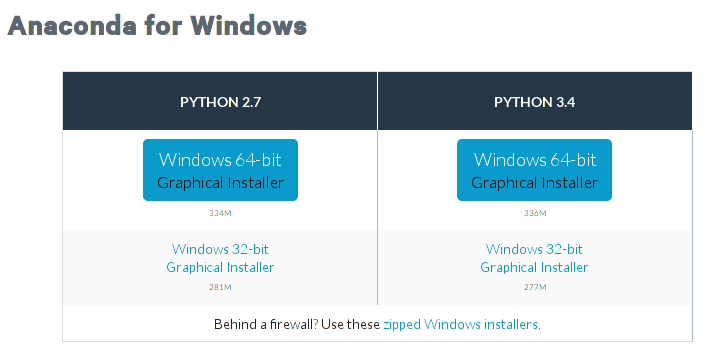 Anaconda for Windows
PYTHON 2.7
PYTHON 3.4
Windows 64-bit
Graphical Installer
334M
Windows 64-bit
Graphical Installer
336M
Windows 32-bit
Graphical Installer
281M
Windows 32-bit
Graphical Installer
277M
Behind a firewall? Use these zipped Windows installers.